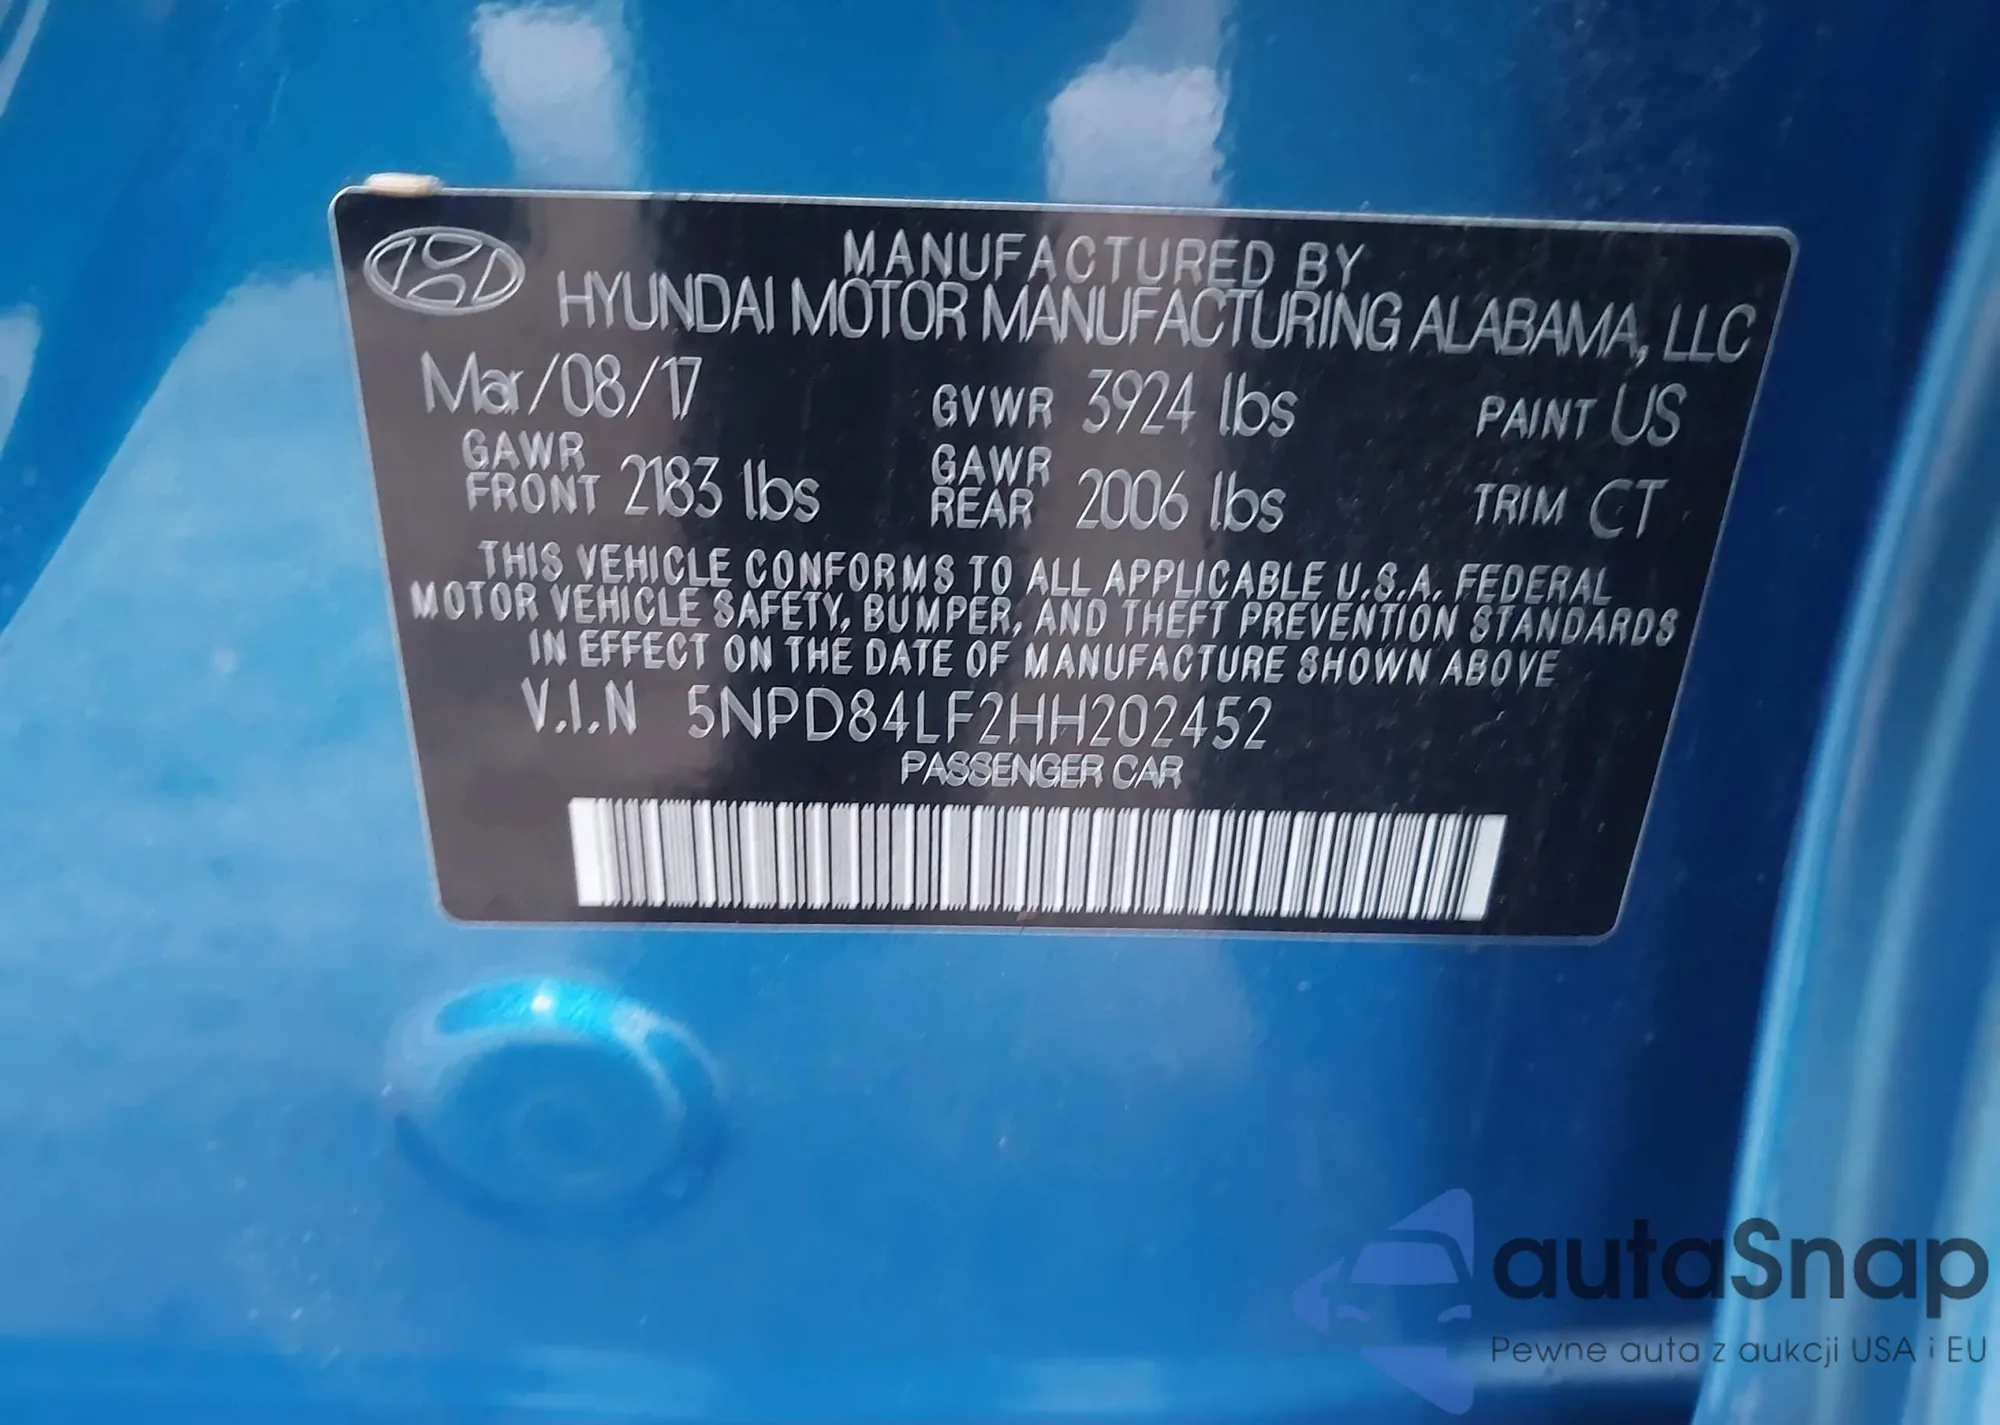 MANUFACTURED BY
HYUNDAI MOTOR MANUFACTURING ALABAMA, LLC
Mar/08/17 GVWR 3924 lbs PAINT US
GAWR FRONT 2183 lbs GAWR REAR 2006 lbs TRIM CT
THIS VEHICLE CONFORMS TO ALL APPLICABLE U.S.A. FEDERAL
MOTOR VEHICLE SAFETY, BUMPER, AND THEFT PREVENTION STANDARDS
IN EFFECT ON THE DATE OF MANUFACTURE SHOWN ABOVE
V.I.N 5NPD84LF2HH202452
PASSENGER CAR
autaSnap
Pewne auta z aukcji USA i EU